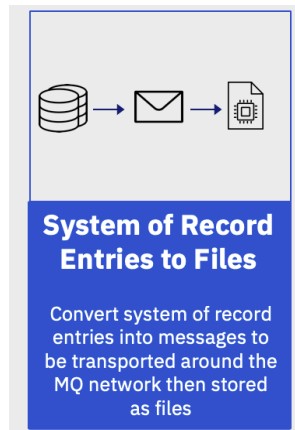 System of Record
Entries to Files
Convert system of record
entries into messages to
be transported around the
MQ network then stored
as files